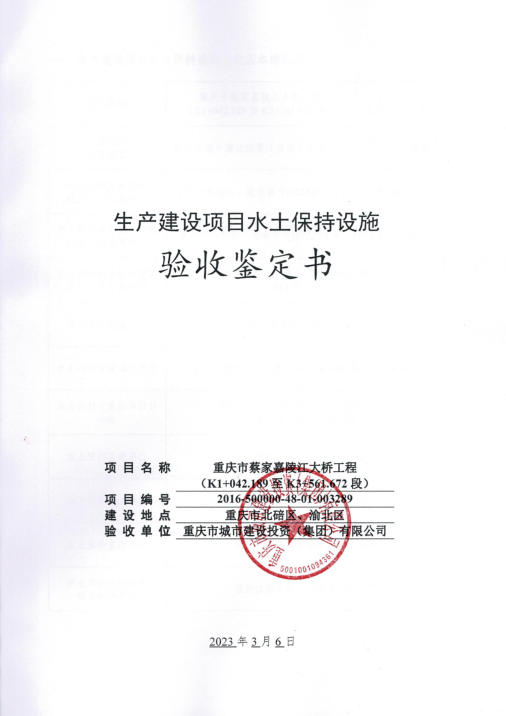 生产建设项目水土保持设施
验收鉴定书
项目名称 重庆市蔡家嘉陵江大桥工程
（K1+042.189至K3+561.672段）
项目编号 2016-500000-48-01-003289
建设地点 重庆市北碚区、渝北区
验收单位 重庆市城市建设投资（集团）有限公司
5001001094361
2023年3月6日